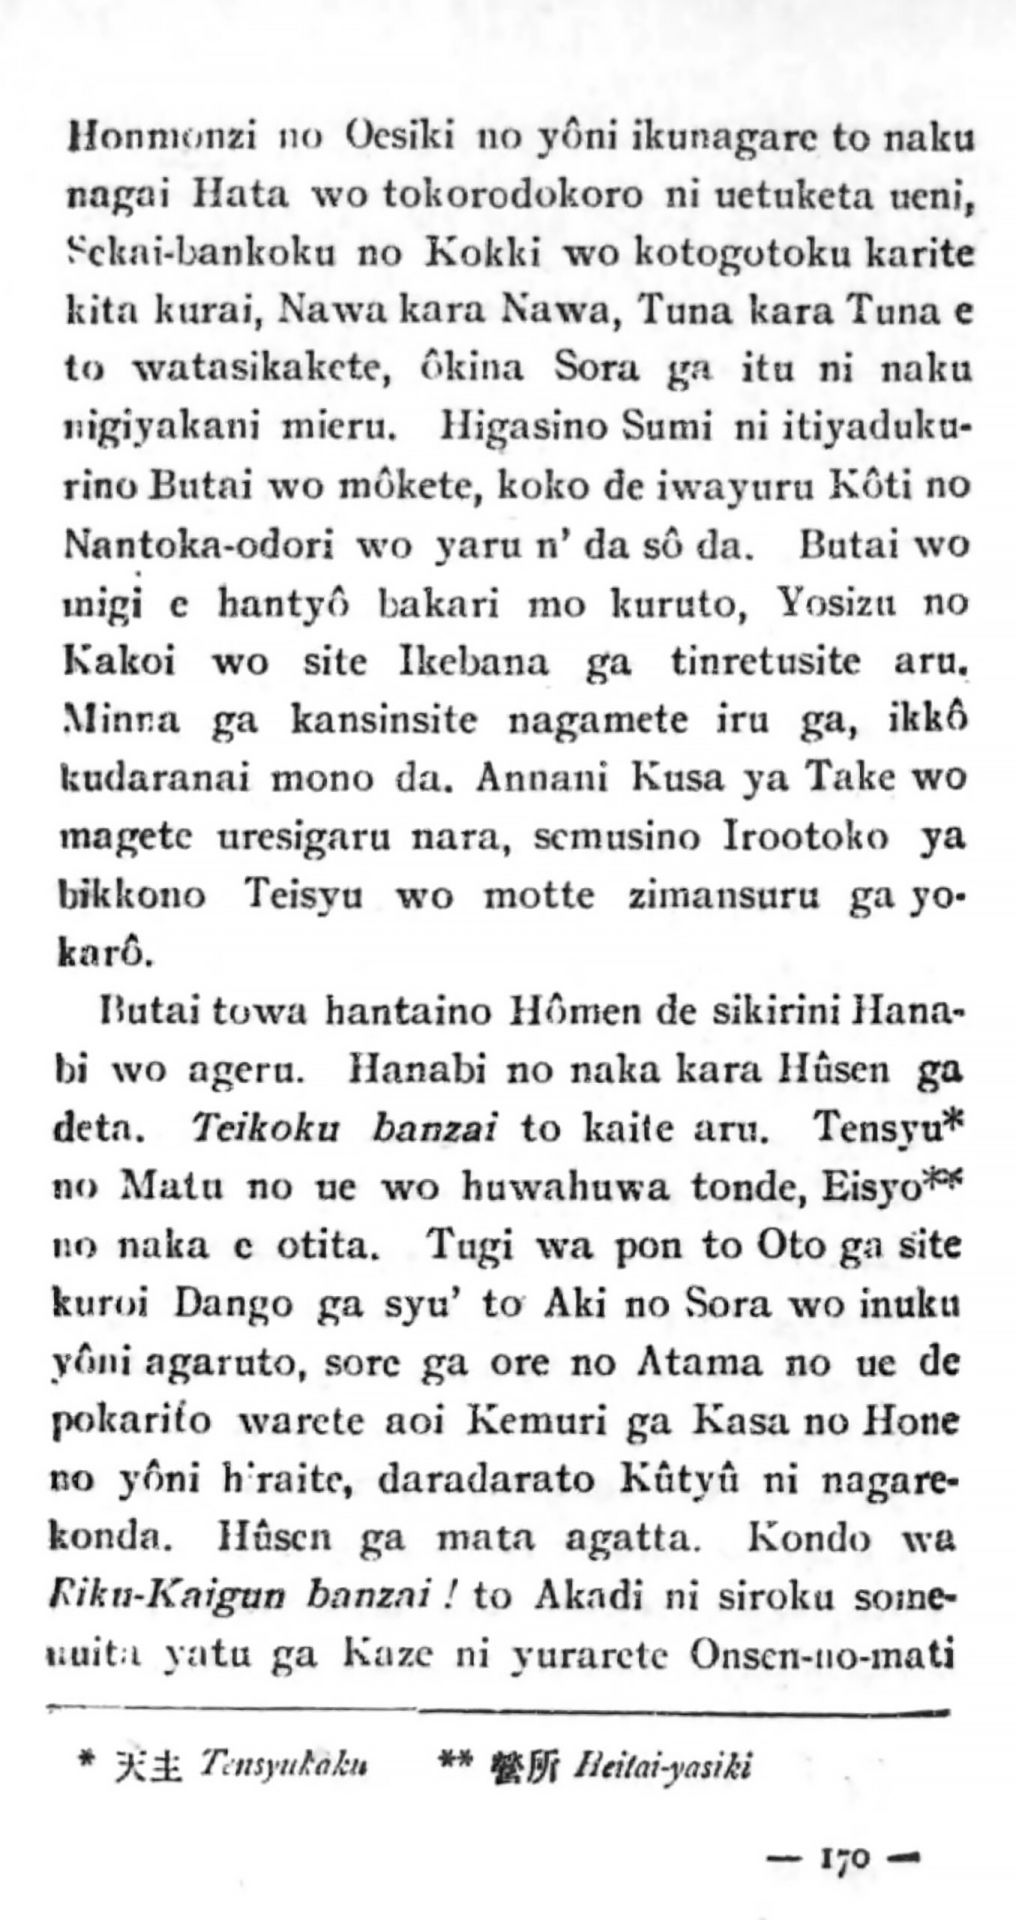 Honmonzi no Oesiki no yôni ikunagare to naku
nagai Hata wo tokorodokoro ni uetuketa ueni,
Sekai-bankoku no Kokki wo kotogotoku karite
kita kurai, Nawa kara Nawa, Tuna kara Tuna e
to watasikakete, ôkina Sora ga itu ni naku
nigiyakani mieru. Higasino Sumi ni itiyaduku-
rino Butai wo môkete, koko de iwayuru Kôti no
Nantoka-odori wo yaru n' da sô da. Butai wo
migi e hantyô bakari mo kuruto, Yosizu no
Kakoi wo site Ikebana ga tinretusite aru.
Minna ga kansinsite nagamete iru ga, ikkô
kudaranai mono da. Annani Kusa ya Take wo
magete uresigaru nara, semusino Irootoko ya
bikkono Teisyu wo motte zimansuru ga yo-
karô.
Butai towa hantaino Hômen de sikirini Hana-
bi wo ageru. Hanabi no naka kara Hûsen ga
deta. Teikoku banzai to kaite aru. Tensyu*
no Matu no ue wo huwahuwa tonde, Eisyo**
no naka e otita. Tugi wa pon to Oto ga site
kuroi Dango ga syu' to Aki no Sora wo inuku
yôni agaruto, sore ga ore no Atama no ue de
pokarito warete aoi Kemuri ga Kasa no Hone
no yôni hiraite, daradarato Kûtyû ni nagare-
konda. Hûsen ga mata agatta. Kondo wa
Riku-Kaigun banzai! to Akadi ni siroku some-
nuita yatu ga Kaze ni yurarete Onsen-no-mati
* 天主 Tensyukaku ** 營所 Heitai-yasiki
— 170 —